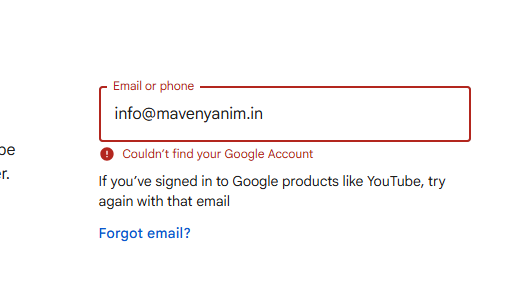 Email or phone
info@mavenyanim.in
Couldn't find your Google Account
be
r.
If you've signed in to Google products like YouTube, try
again with that email
Forgot email?